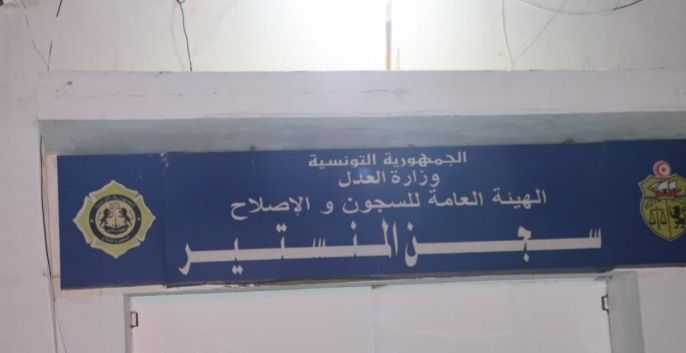 الجمهورية التونسية
وزارة العدل
الهيئة العامة للسجون و الإصلاح
سجن المنستير